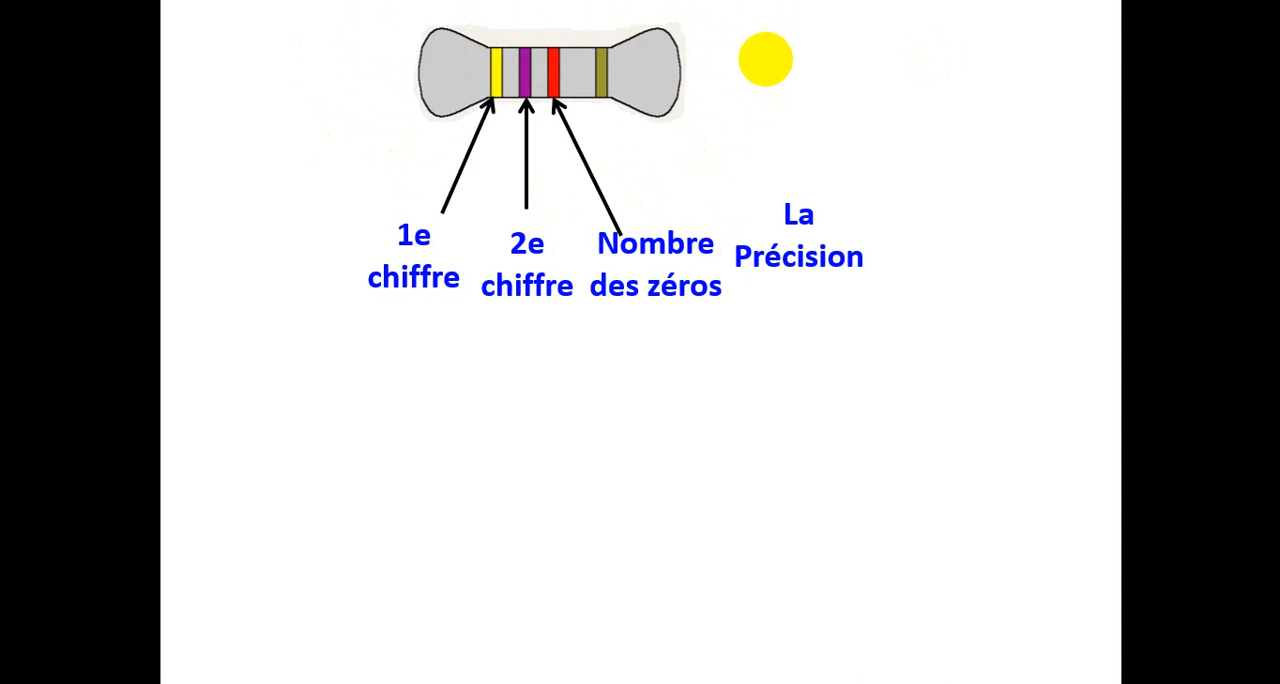 1e
chiffre
2e
chiffre
Nombre
des zéros
La
Précision